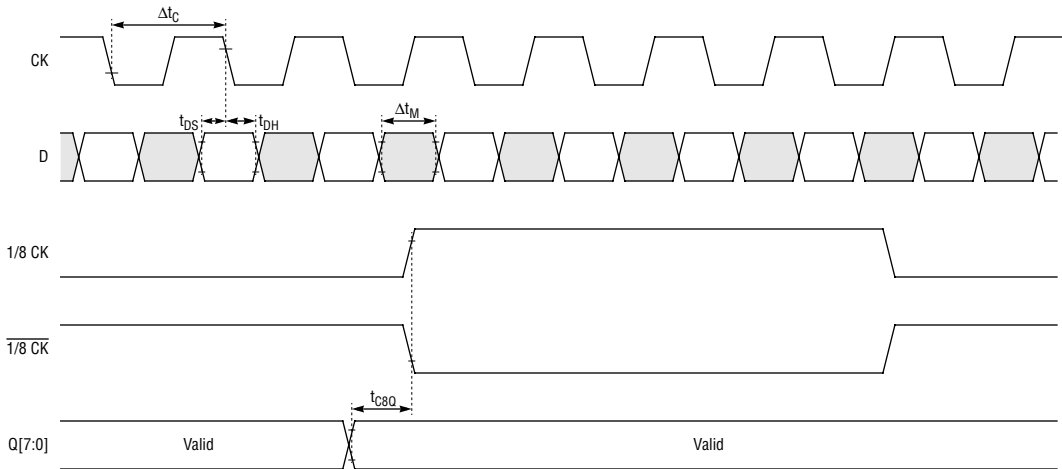 Δt_C
CK
t_DS
t_DH
Δt_M
D
1/8 CK
1/8 CK
t_C8Q
Q[7:0]
Valid
Valid